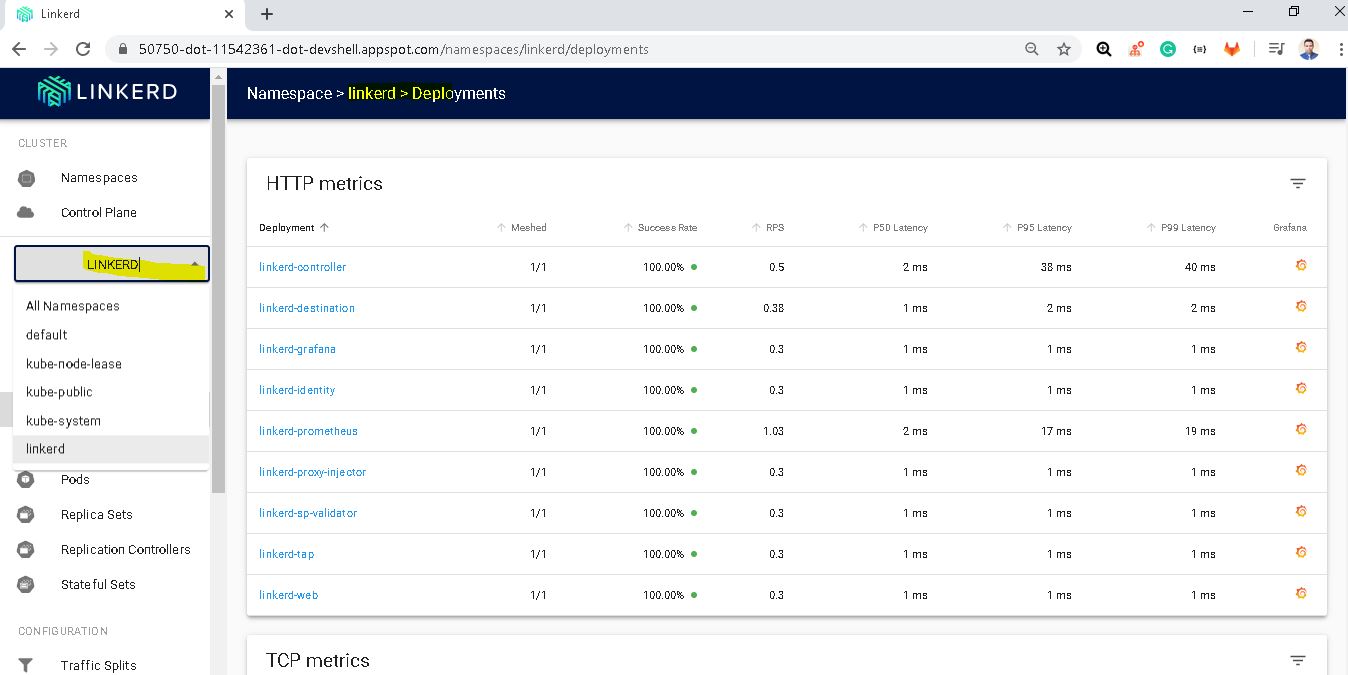 Linkerd
50750-dot-11542361-dot-devshell.appspot.com/namespaces/linkerd/deployments
LINKERD
Namespace > linkerd > Deployments
CLUSTER
Namespaces
Control Plane
LINKERD
All Namespaces
default
kube-node-lease
kube-public
kube-system
linkerd
Pods
Replica Sets
Replication Controllers
Stateful Sets
CONFIGURATION
Traffic Splits
HTTP metrics
Deployment Meshed Success Rate RPS P50 Latency P95 Latency P99 Latency Grafana
linkerd-controller 1/1 100.00% 0.5 2 ms 38 ms 40 ms
linkerd-destination 1/1 100.00% 0.38 1 ms 2 ms 2 ms
linkerd-grafana 1/1 100.00% 0.3 1 ms 1 ms 1 ms
linkerd-identity 1/1 100.00% 0.3 1 ms 1 ms 1 ms
linkerd-prometheus 1/1 100.00% 1.03 2 ms 17 ms 19 ms
linkerd-proxy-injector 1/1 100.00% 0.3 1 ms 1 ms 1 ms
linkerd-sp-validator 1/1 100.00% 0.3 1 ms 1 ms 1 ms
linkerd-tap 1/1 100.00% 0.3 1 ms 1 ms 1 ms
linkerd-web 1/1 100.00% 0.3 1 ms 1 ms 1 ms
TCP metrics